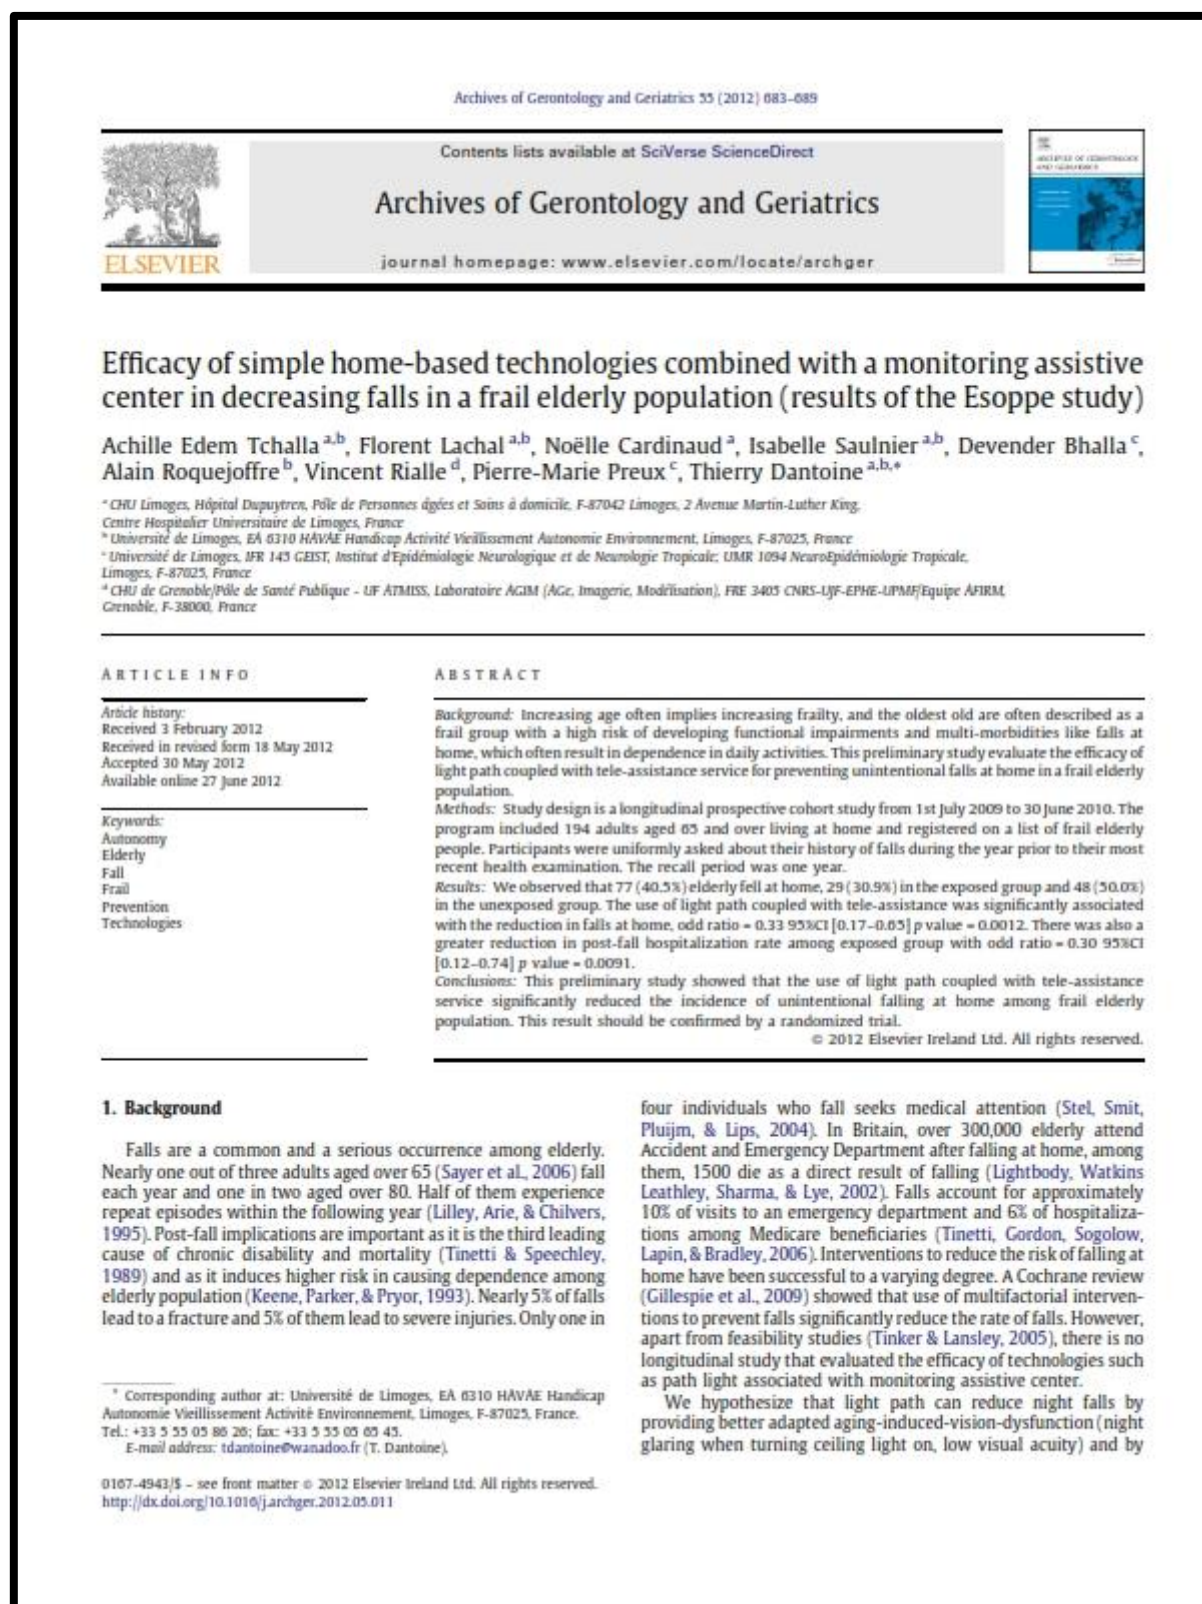 Archives of Gerontology and Geriatrics 55 (2012) 683–689
Contents lists available at SciVerse ScienceDirect
Archives of Gerontology and Geriatrics
journal homepage: www.elsevier.com/locate/archger
ELSEVIER
ARCHIVES OF GERONTOLOGY
AND GERIATRICS
Efficacy of simple home-based technologies combined with a monitoring assistive
center in decreasing falls in a frail elderly population (results of the Esoppe study)
Achille Edem Tchalla a,b, Florent Lachal a,b, Noëlle Cardinaud a, Isabelle Saulnier a,b, Devender Bhalla c,
Alain Roquejoffre b, Vincent Rialle d, Pierre-Marie Preux c, Thierry Dantoine a,b,*
a CHU Limoges, Hôpital Dupuytren, Pôle de Personnes âgées et Soins à domicile, F-87042 Limoges, 2 Avenue Martin-Luther King,
Centre Hospitalier Universitaire de Limoges, France
b Université de Limoges, EA 6310 HAVAE Handicap Activité Vieillissement Autonomie Environnement, Limoges, F-87025, France
c Université de Limoges, IFR 145 GEIST, Institut d'Epidémiologie Neurologique et de Neurologie Tropicale; UMR 1094 NeuroEpidémiologie Tropicale,
Limoges, F-87025, France
d CHU de Grenoble/Pôle de Santé Publique - UF ATMISS, Laboratoire AGIM (AGe, Imagerie, Modélisation), FRE 3405 CNRS-UJF-EPHE-UPMF/Equipe AFIRM,
Grenoble, F-38000, France
ARTICLE INFO
Article history:
Received 3 February 2012
Received in revised form 18 May 2012
Accepted 30 May 2012
Available online 27 June 2012
Keywords:
Autonomy
Elderly
Fall
Frail
Prevention
Technologies
ABSTRACT
Background: Increasing age often implies increasing frailty, and the oldest old are often described as a
frail group with a high risk of developing functional impairments and multi-morbidities like falls at
home, which often result in dependence in daily activities. This preliminary study evaluate the efficacy of
light path coupled with tele-assistance service for preventing unintentional falls at home in a frail elderly
population.
Methods: Study design is a longitudinal prospective cohort study from 1st July 2009 to 30 June 2010. The
program included 194 adults aged 65 and over living at home and registered on a list of frail elderly
people. Participants were uniformly asked about their history of falls during the year prior to their most
recent health examination. The recall period was one year.
Results: We observed that 77 (40.5%) elderly fell at home, 29 (30.9%) in the exposed group and 48 (50.0%)
in the unexposed group. The use of light path coupled with tele-assistance was significantly associated
with the reduction in falls at home, odd ratio = 0.33 95%CI [0.17–0.65] p value = 0.0012. There was also a
greater reduction in post-fall hospitalization rate among exposed group with odd ratio = 0.30 95%CI
[0.12–0.74] p value = 0.0091.
Conclusions: This preliminary study showed that the use of light path coupled with tele-assistance
service significantly reduced the incidence of unintentional falling at home among frail elderly
population. This result should be confirmed by a randomized trial.
© 2012 Elsevier Ireland Ltd. All rights reserved.
1. Background
Falls are a common and a serious occurrence among elderly.
Nearly one out of three adults aged over 65 (Sayer et al., 2006) fall
each year and one in two aged over 80. Half of them experience
repeat episodes within the following year (Lilley, Arie, & Chilvers,
1995). Post-fall implications are important as it is the third leading
cause of chronic disability and mortality (Tinetti & Speechley,
1989) and as it induces higher risk in causing dependence among
elderly population (Keene, Parker, & Pryor, 1993). Nearly 5% of falls
lead to a fracture and 5% of them lead to severe injuries. Only one in
* Corresponding author at: Université de Limoges, EA 6310 HAVAE Handicap
Autonomie Vieillissement Activité Environnement, Limoges, F-87025, France.
Tel.: +33 5 55 05 86 26; fax: +33 5 55 05 65 45.
E-mail address: tdantoine@wanadoo.fr (T. Dantoine).
0167-4943/$ – see front matter © 2012 Elsevier Ireland Ltd. All rights reserved.
http://dx.doi.org/10.1016/j.archger.2012.05.011
four individuals who fall seeks medical attention (Stel, Smit,
Pluijm, & Lips, 2004). In Britain, over 300,000 elderly attend
Accident and Emergency Department after falling at home, among
them, 1500 die as a direct result of falling (Lightbody, Watkins
Leathley, Sharma, & Lye, 2002). Falls account for approximately
10% of visits to an emergency department and 6% of hospitaliza-
tions among Medicare beneficiaries (Tinetti, Gordon, Sogolow,
Lapin, & Bradley, 2006). Interventions to reduce the risk of falling at
home have been successful to a varying degree. A Cochrane review
(Gillespie et al., 2009) showed that use of multifactorial interven-
tions to prevent falls significantly reduce the rate of falls. However,
apart from feasibility studies (Tinker & Lansley, 2005), there is no
longitudinal study that evaluated the efficacy of technologies such
as path light associated with monitoring assistive center.
We hypothesize that light path can reduce night falls by
providing better adapted aging-induced-vision-dysfunction (night
glaring when turning ceiling light on, low visual acuity) and by